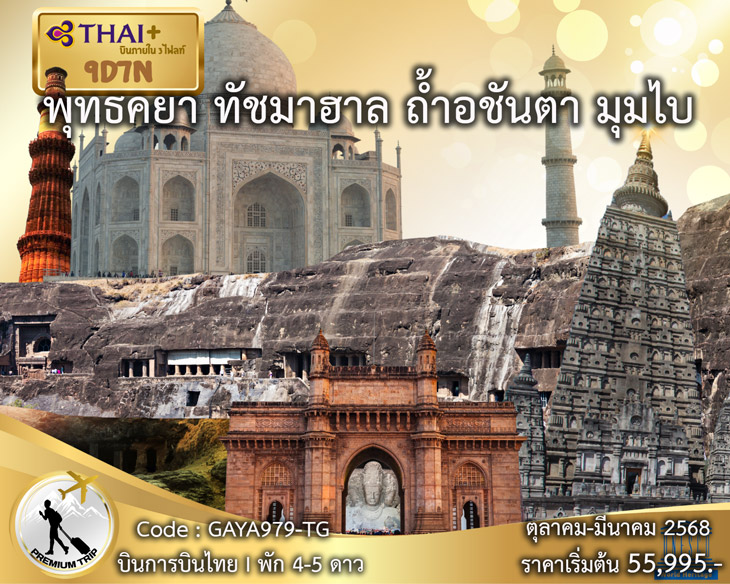 THAI+
บินภายใน 3 ไฟลท์
9D7N
พุทธคยา ทัชมาฮาล ถ้ำอชันตา มุมไบ
PREMIUM TRIP
Code : GAYA979-TG
บินการบินไทย I พัก 4-5 ดาว
ตุลาคม-มีนาคม 2568
ราคาเริ่มต้น 55,995.-